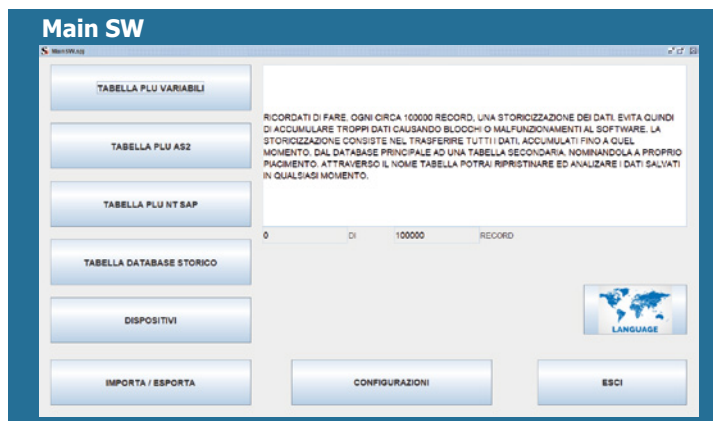 Main SW
Main SW.sjg
TABELLA PLU VARIABILI
TABELLA PLU AS2
TABELLA PLU NT SAP
TABELLA DATABASE STORICO
DISPOSITIVI
IMPORTA / ESPORTA
RICORDATI DI FARE, OGNI CIRCA 100000 RECORD, UNA STORICIZZAZIONE DEI DATI. EVITA QUINDI
DI ACCUMULARE TROPPI DATI CAUSANDO BLOCCHI O MALFUNZIONAMENTI AL SOFTWARE. LA
STORICIZZAZIONE CONSISTE NEL TRASFERIRE TUTTI I DATI, ACCUMULATI FINO A QUEL
MOMENTO, DAL DATABASE PRINCIPALE AD UNA TABELLA SECONDARIA, NOMINANDOLA A PROPRIO
PIACIMENTO. ATTRAVERSO IL NOME TABELLA POTRAI RIPRISTINARE ED ANALIZARE I DATI SALVATI
IN QUALSIASI MOMENTO.
0 DI 100000 RECORD
LANGUAGE
CONFIGURAZIONI
ESCI